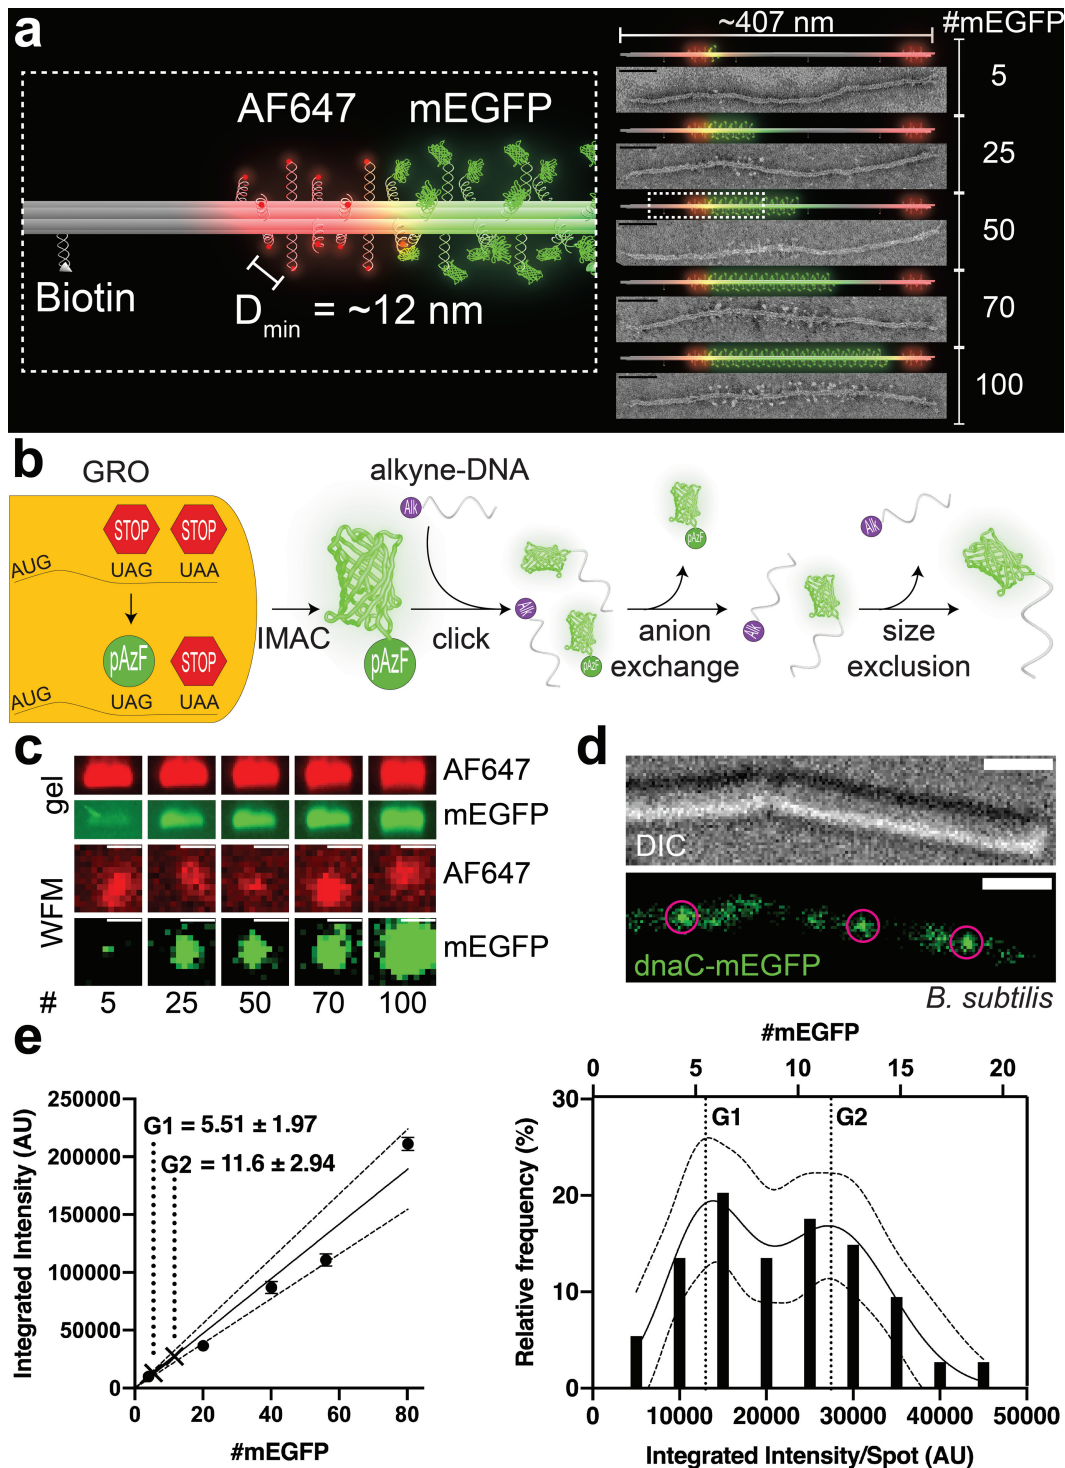 a
~407 nm
#mEGFP
AF647
mEGFP
Biotin
Dmin = ~12 nm
5
25
50
70
100
b
GRO
alkyne-DNA
STOP
STOP
AUG
UAG
UAA
pAzF
STOP
AUG
UAG
UAA
IMAC
pAzF
Alk
click
Alk
pAzF
pAzF
anion
exchange
Alk
Alk
size
exclusion
c
gel
AF647
mEGFP
WFM
AF647
mEGFP
# 5 25 50 70 100
d
DIC
dnaC-mEGFP
B. subtilis
e
Integrated Intensity (AU)
250000
200000
150000
100000
50000
0
G1 = 5.51 ± 1.97
G2 = 11.6 ± 2.94
0 20 40 60 80
#mEGFP
#mEGFP
0 5 10 15 20
Relative frequency (%)
30
20
10
0
G1
G2
0 10000 20000 30000 40000 50000
Integrated Intensity/Spot (AU)